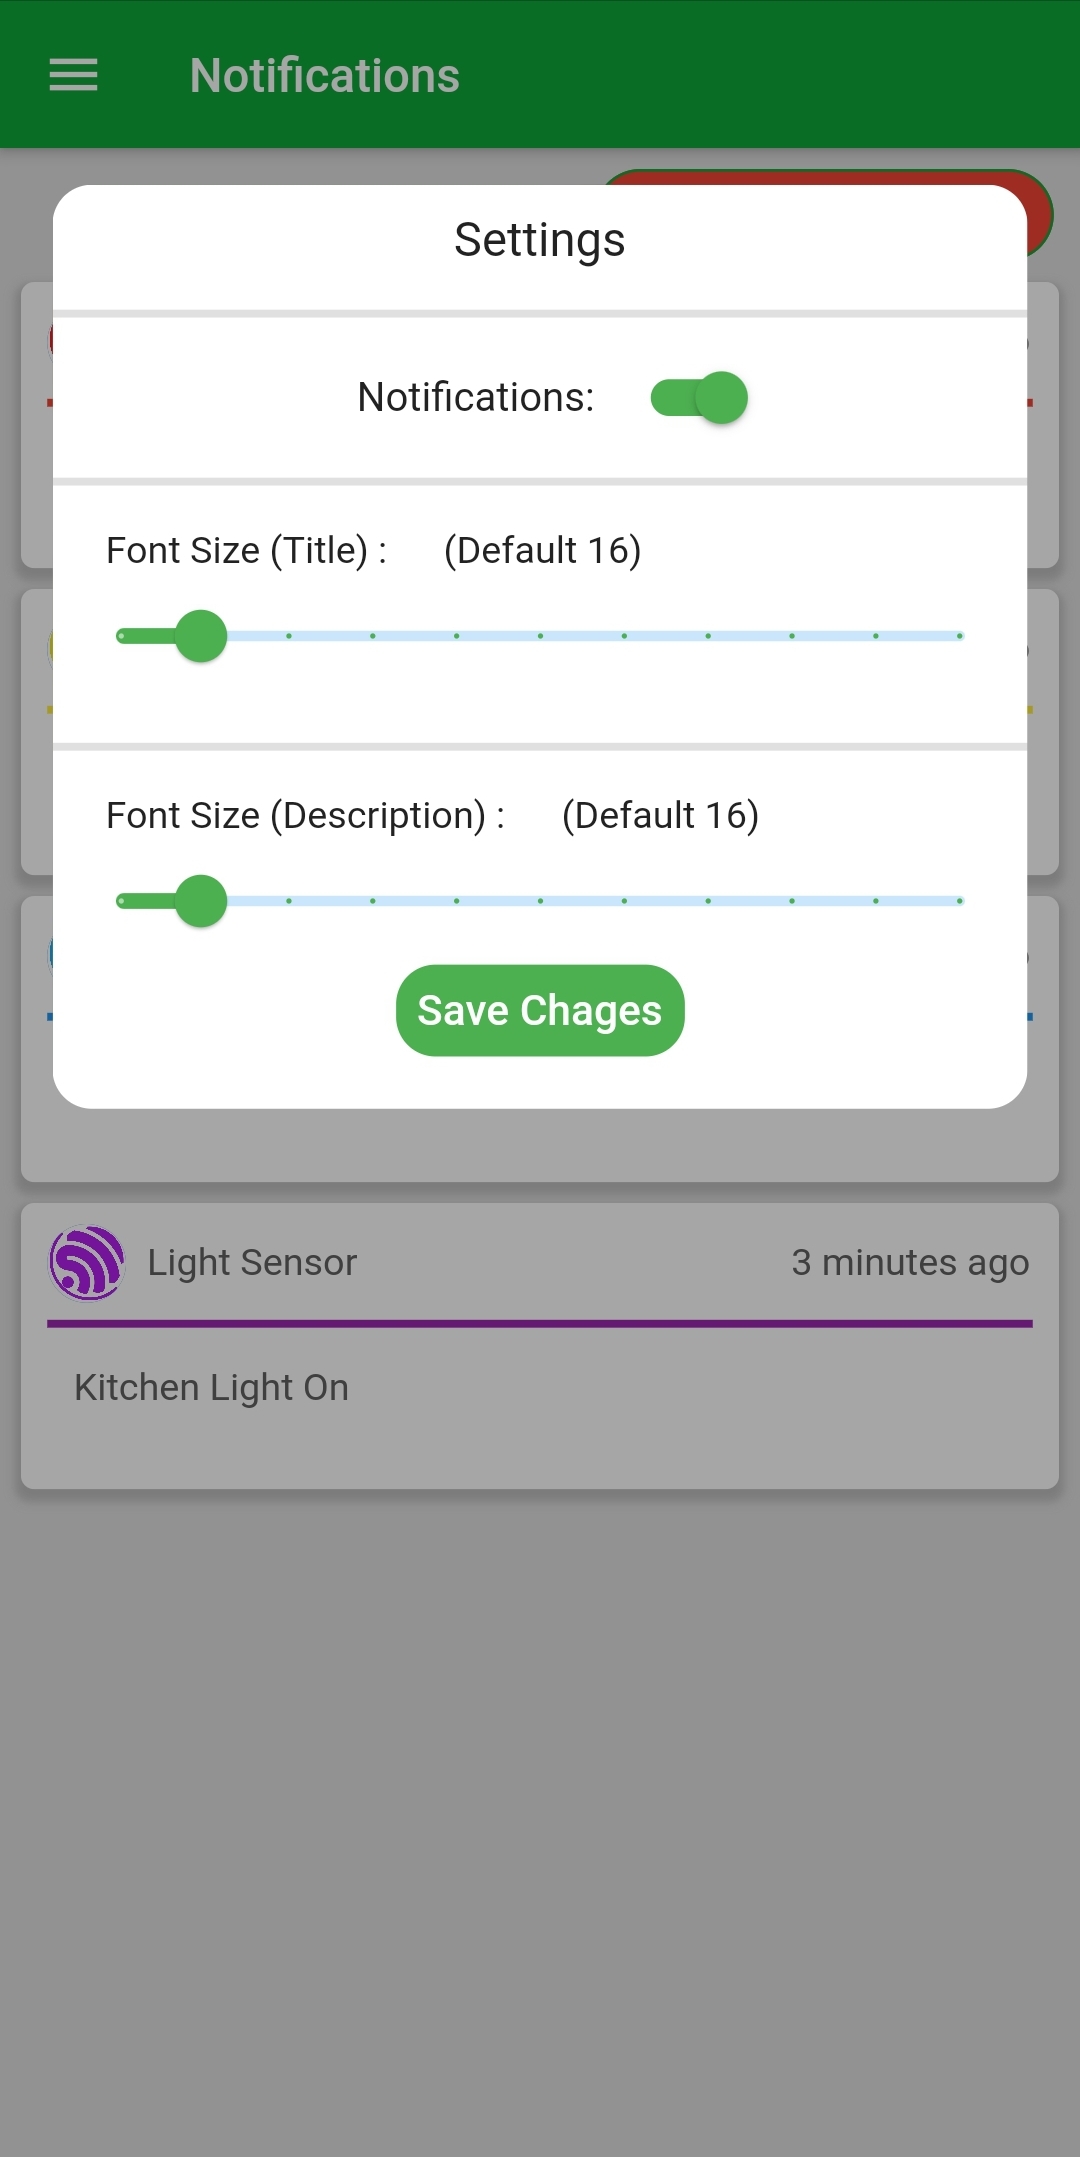 Notifications
Settings
Notifications:
Font Size (Title) : (Default 16)
Font Size (Description) : (Default 16)
Save Chages
Light Sensor 3 minutes ago
Kitchen Light On